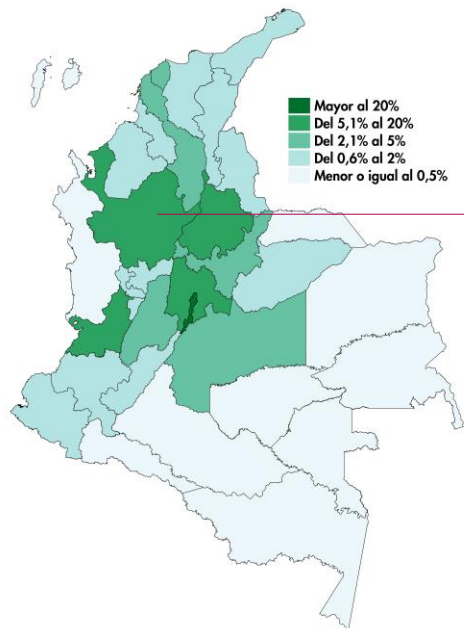 Mayor al 20%
Del 5,1% al 20%
Del 2,1% al 5%
Del 0,6% al 2%
Menor o igual al 0,5%